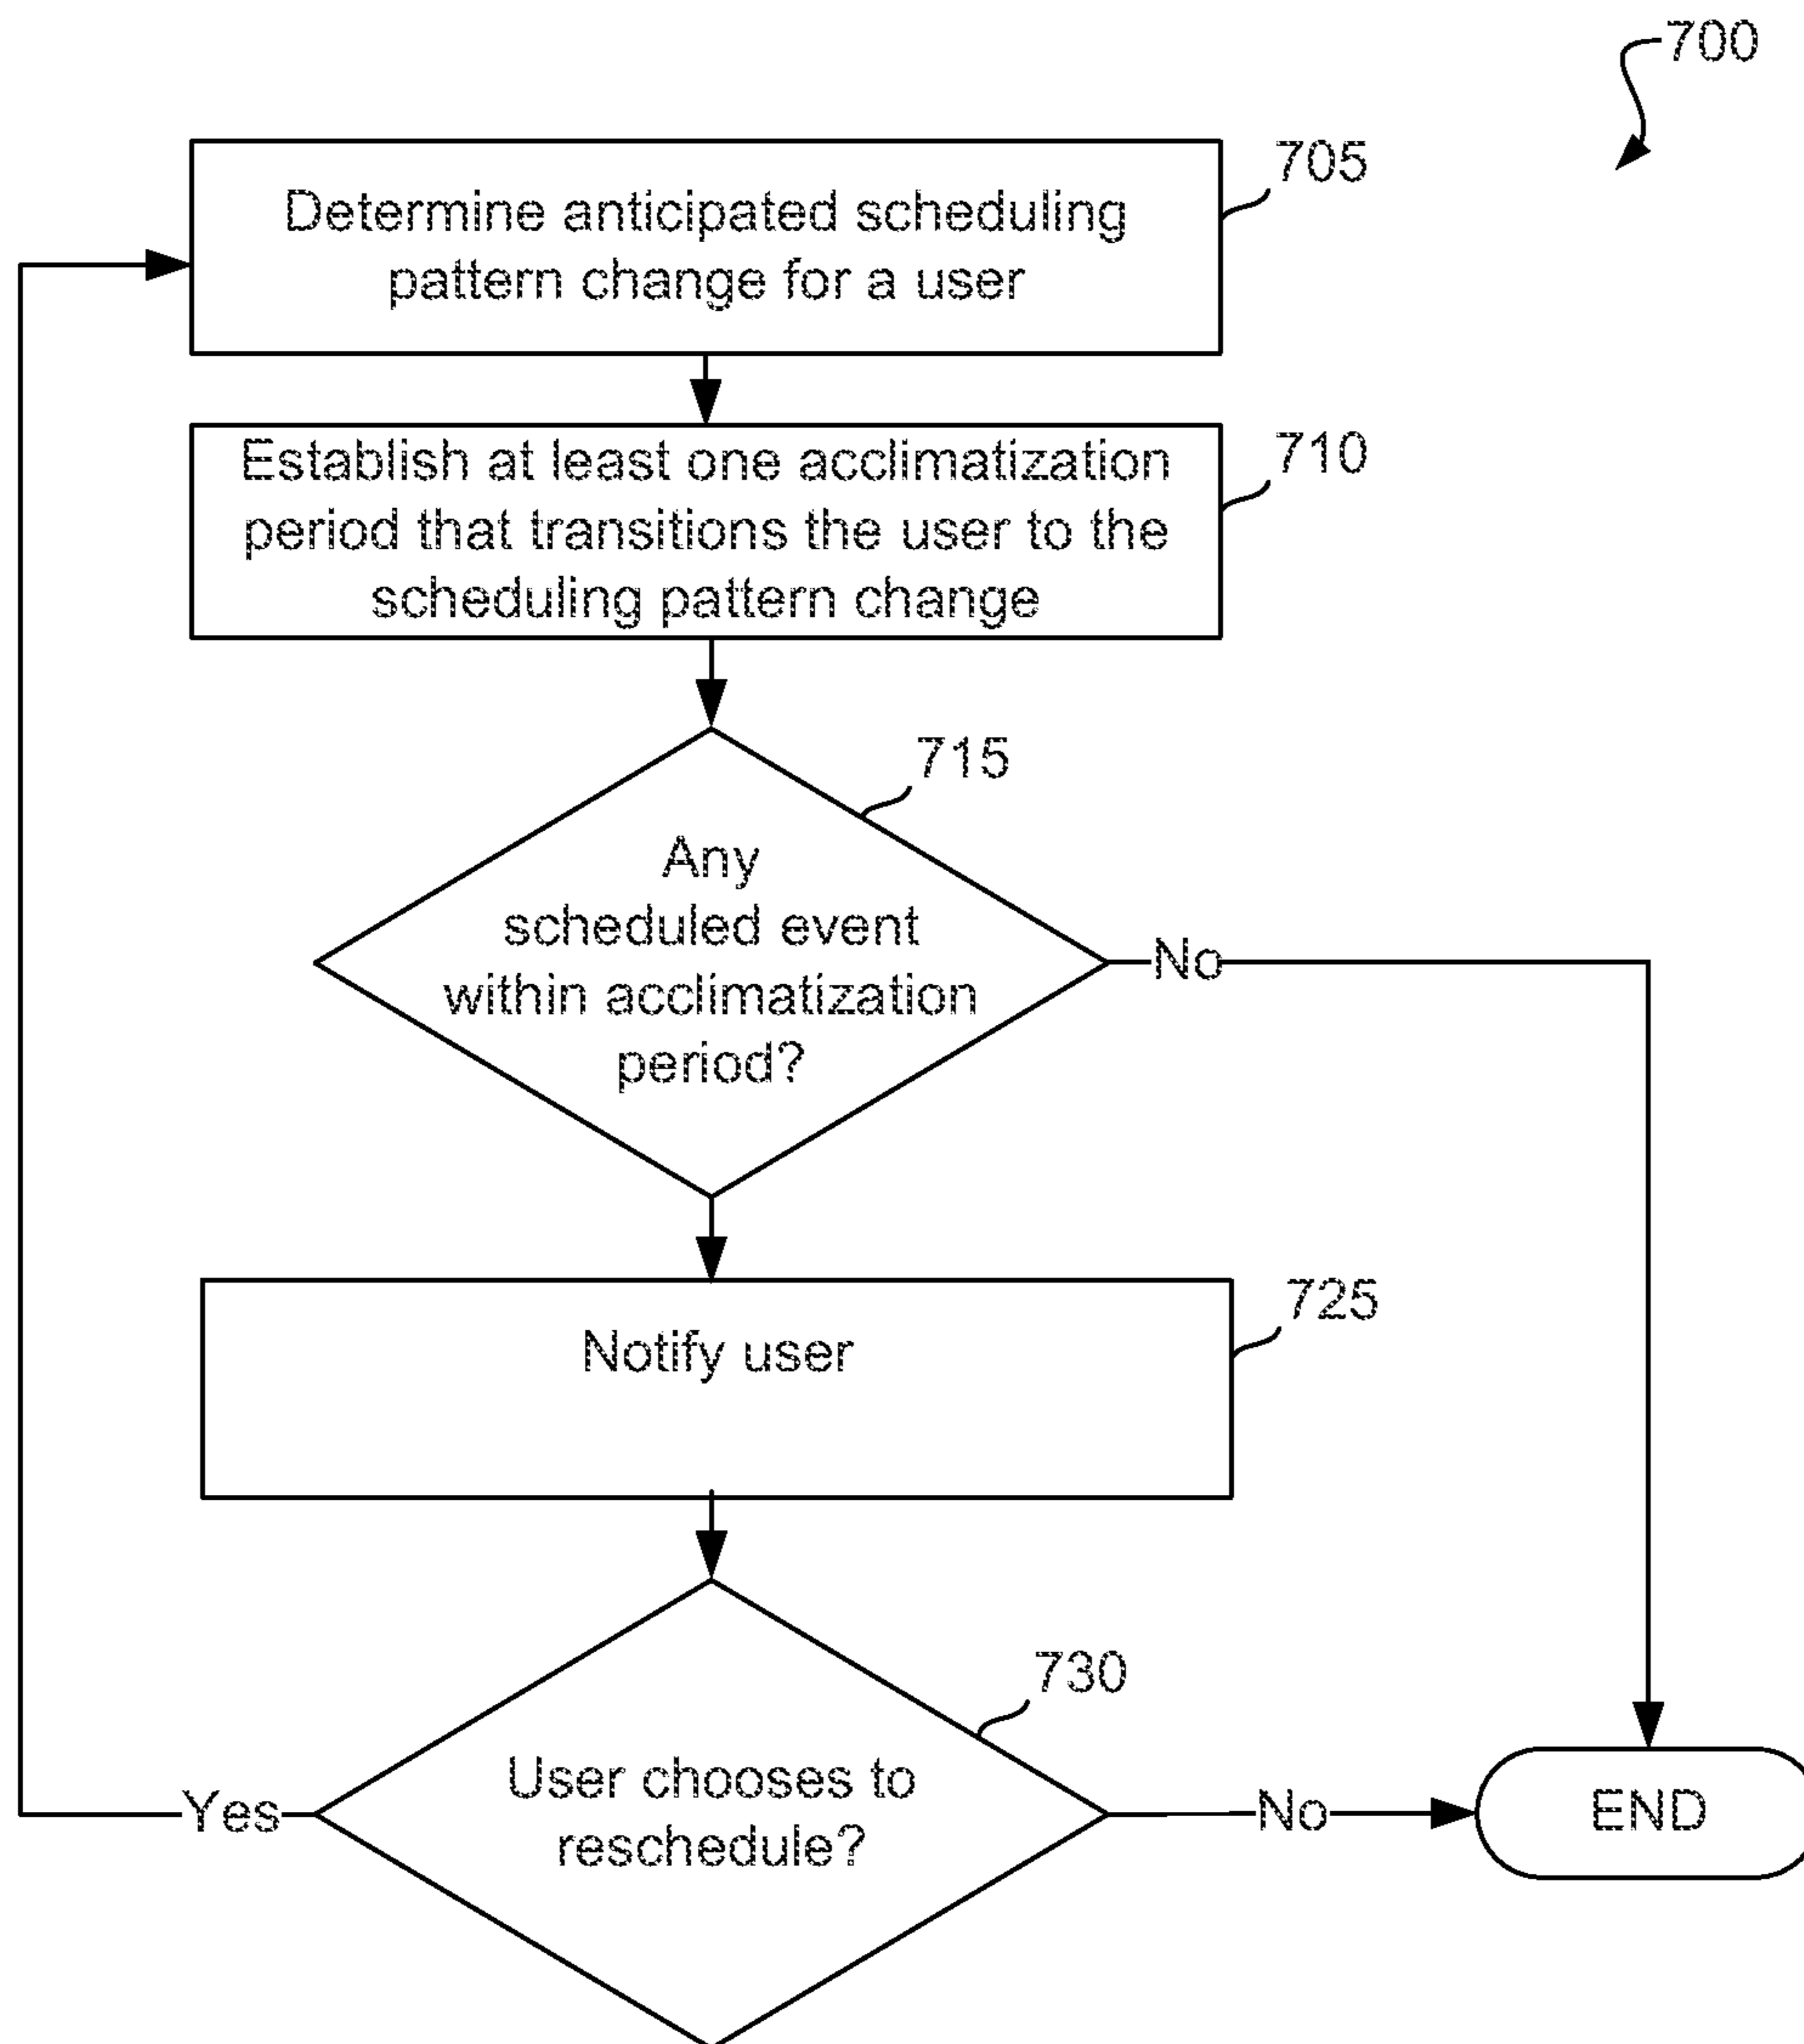 700
705
Determine anticipated scheduling
pattern change for a user
710
Establish at least one acclimatization
period that transitions the user to the
scheduling pattern change
715
Any
scheduled event
within acclimatization
period?
No
725
Notify user
730
User chooses to
reschedule?
Yes
No
END